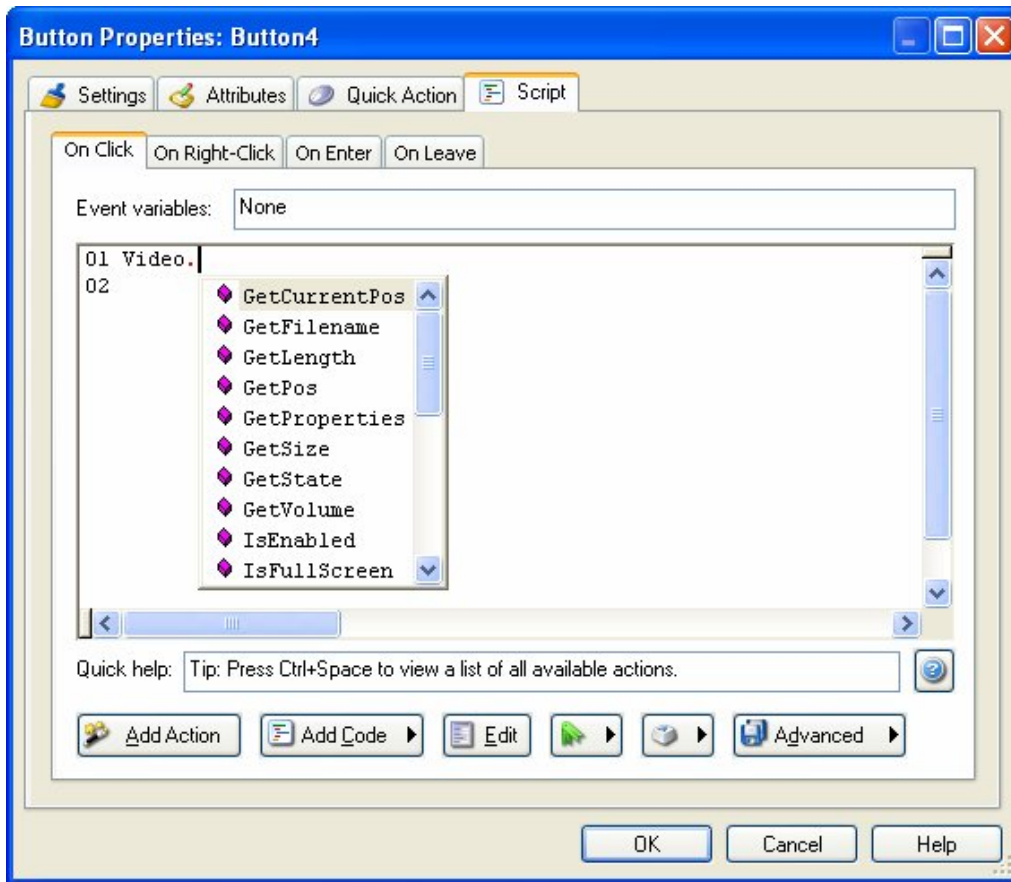 Button Properties: Button4
Settings Attributes Quick Action Script
On Click On Right-Click On Enter On Leave
Event variables: None
01 Video.
02
GetCurrentPos
GetFilename
GetLength
GetPos
GetProperties
GetSize
GetState
GetVolume
IsEnabled
IsFullScreen
Quick help: Tip: Press Ctrl+Space to view a list of all available actions.
Add Action Add Code Edit Advanced
OK Cancel Help